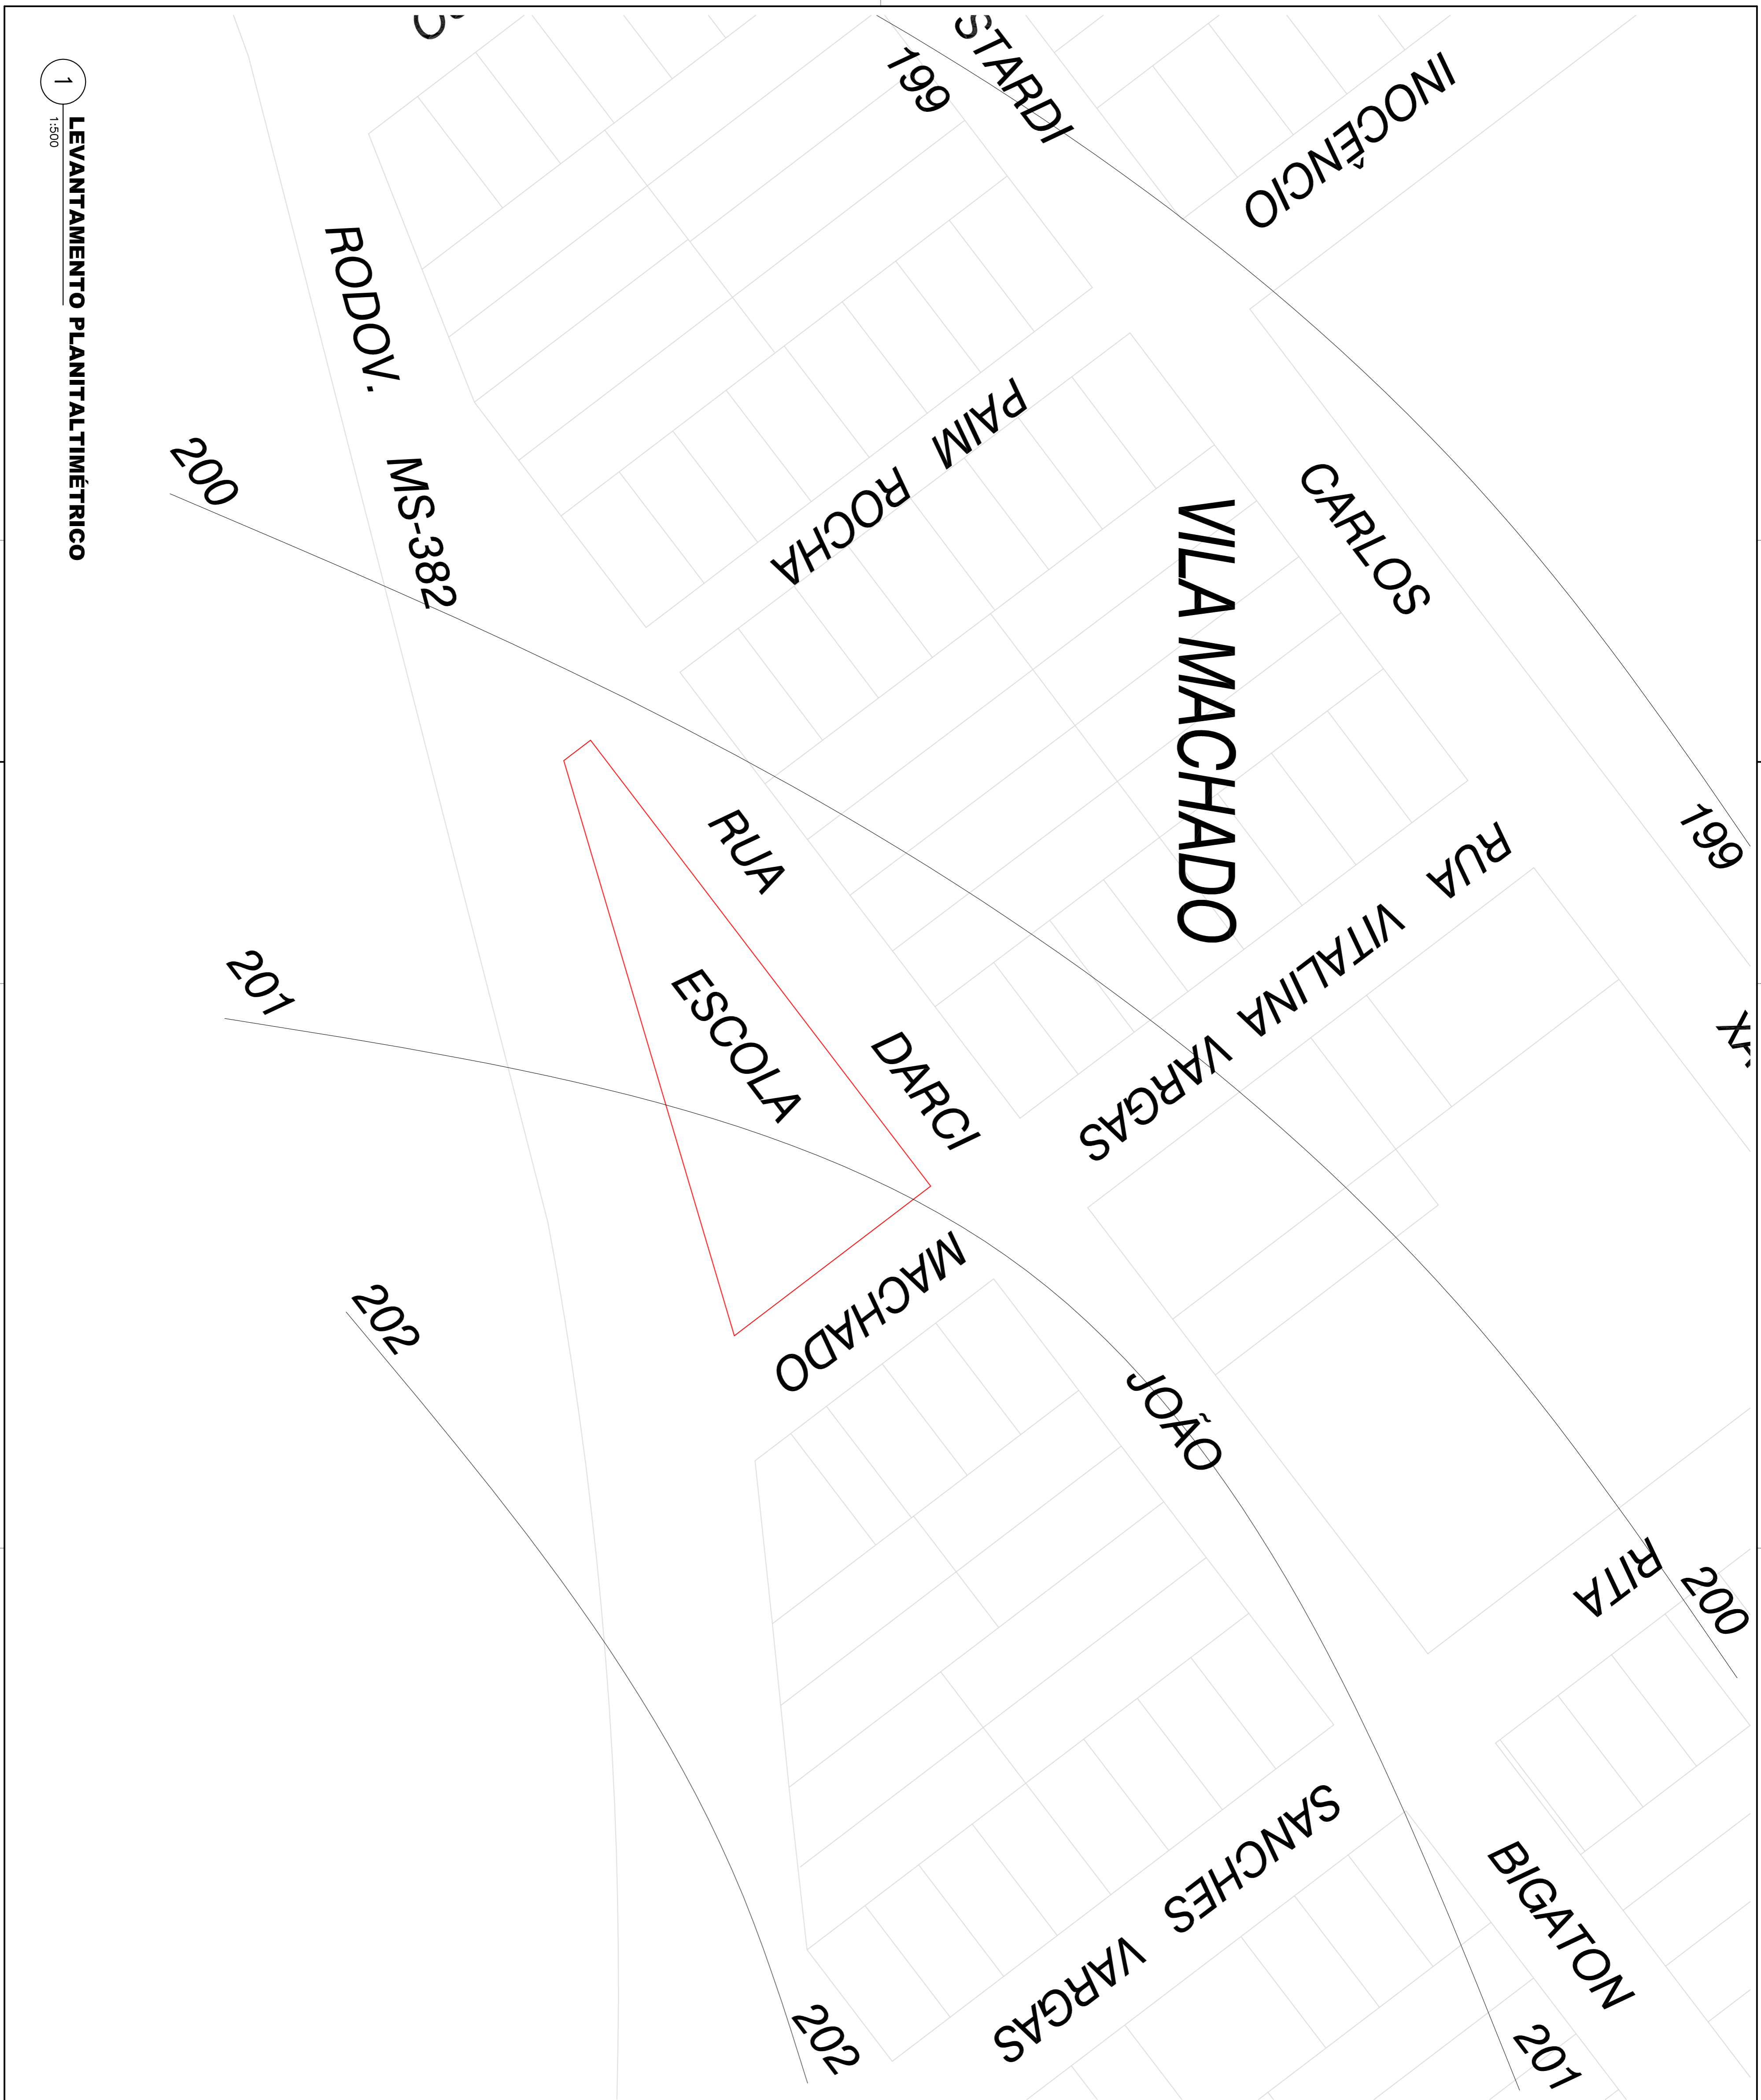 1
LEVANTAMENTO PLANITALTIMÉTRICO
1:500
STARDI
INOCÊNCIO
199
RODOV. MS-382
200
PAIM ROCHA
CARLOS
VILA MACHADO
199
RUA VITALINA VARGAS
RUA DARCI
ESCOLA
201
MACHADO
202
JOÃO
RITA
200
SANCHES VARGAS
BIGATON
202
201